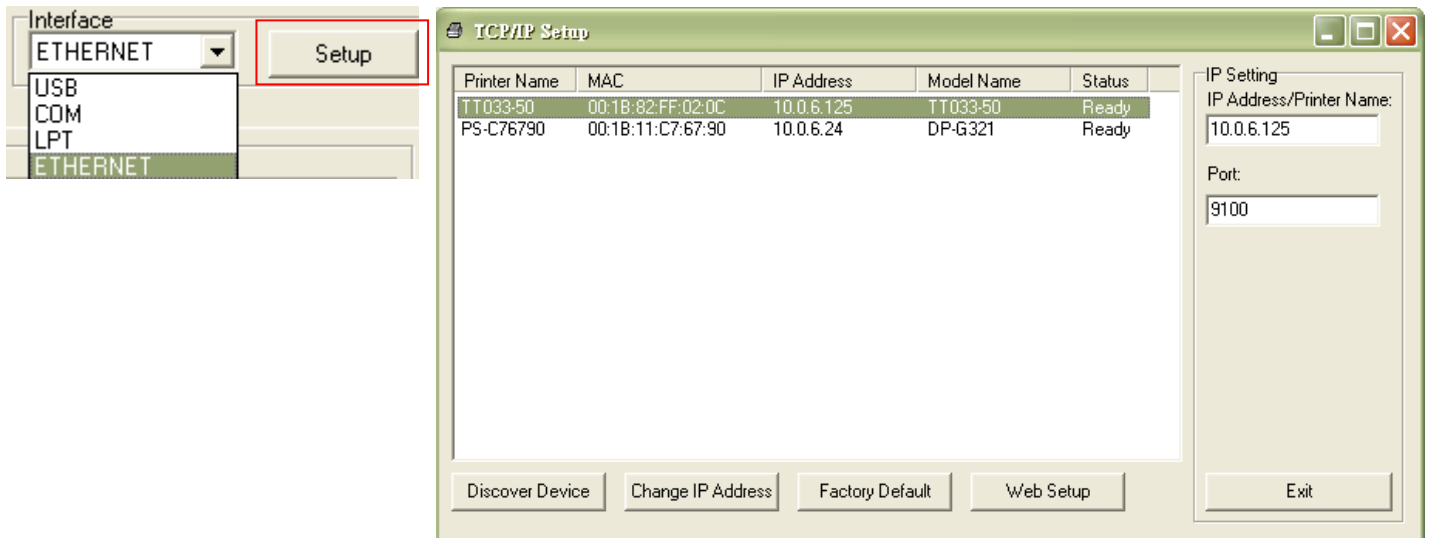 Interface
ETHERNET
Setup
USB
COM
LPT
ETHERNET
TCP/IP Setup
Printer Name MAC IP Address Model Name Status
TT033-50 00:1B:82:FF:02:0C 10.0.6.125 TT033-50 Ready
PS-C76790 00:1B:11:C7:67:90 10.0.6.24 DP-G321 Ready
IP Setting
IP Address/Printer Name:
10.0.6.125
Port:
9100
Discover Device Change IP Address Factory Default Web Setup Exit